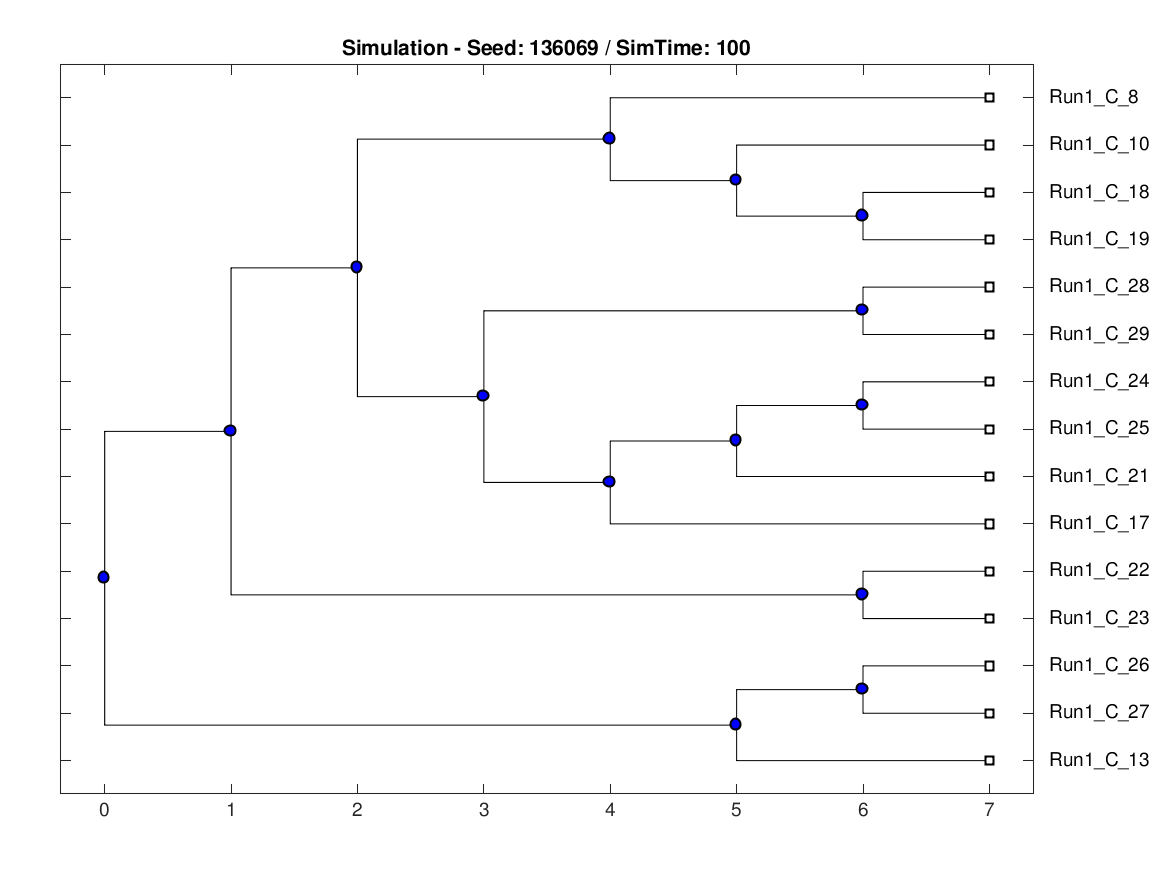 Simulation - Seed: 136069 / SimTime: 100
Run1_C_8
Run1_C_10
Run1_C_18
Run1_C_19
Run1_C_28
Run1_C_29
Run1_C_24
Run1_C_25
Run1_C_21
Run1_C_17
Run1_C_22
Run1_C_23
Run1_C_26
Run1_C_27
Run1_C_13
0 1 2 3 4 5 6 7